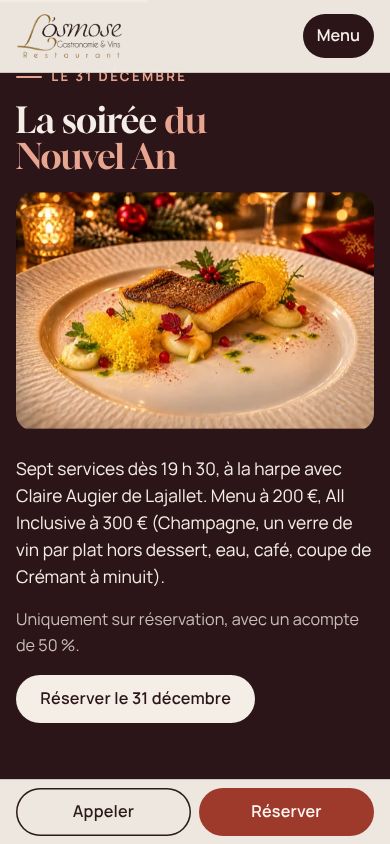 L'osmose
Gastronomie & Vins
Restaurant
Menu
LE 31 DÉCEMBRE
La soirée du
Nouvel An
Sept services dès 19 h 30, à la harpe avec
Claire Augier de Lajallet. Menu à 200 €, All
Inclusive à 300 € (Champagne, un verre de
vin par plat hors dessert, eau, café, coupe de
Crémant à minuit).
Uniquement sur réservation, avec un acompte
de 50 %.
Réserver le 31 décembre
Appeler
Réserver